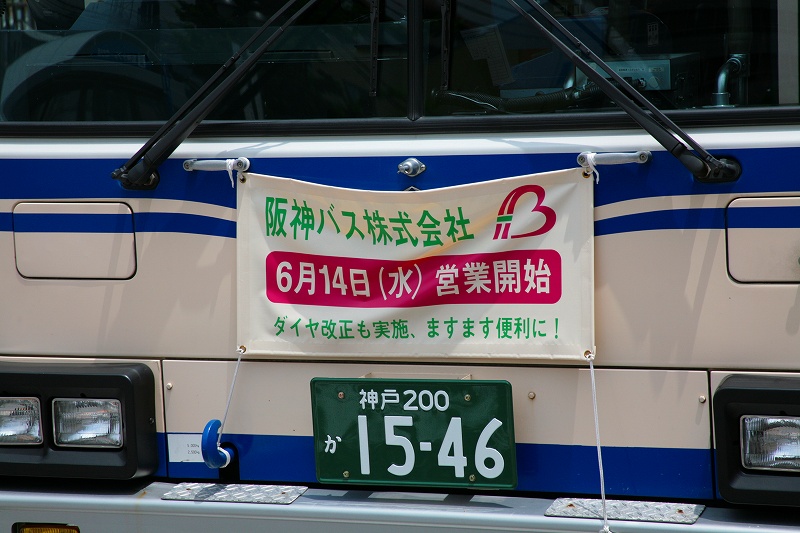 阪神バス株式会社
6月14日(水)営業開始
ダイヤ改正も実施、ますます便利に!
神戸200
か 15-46